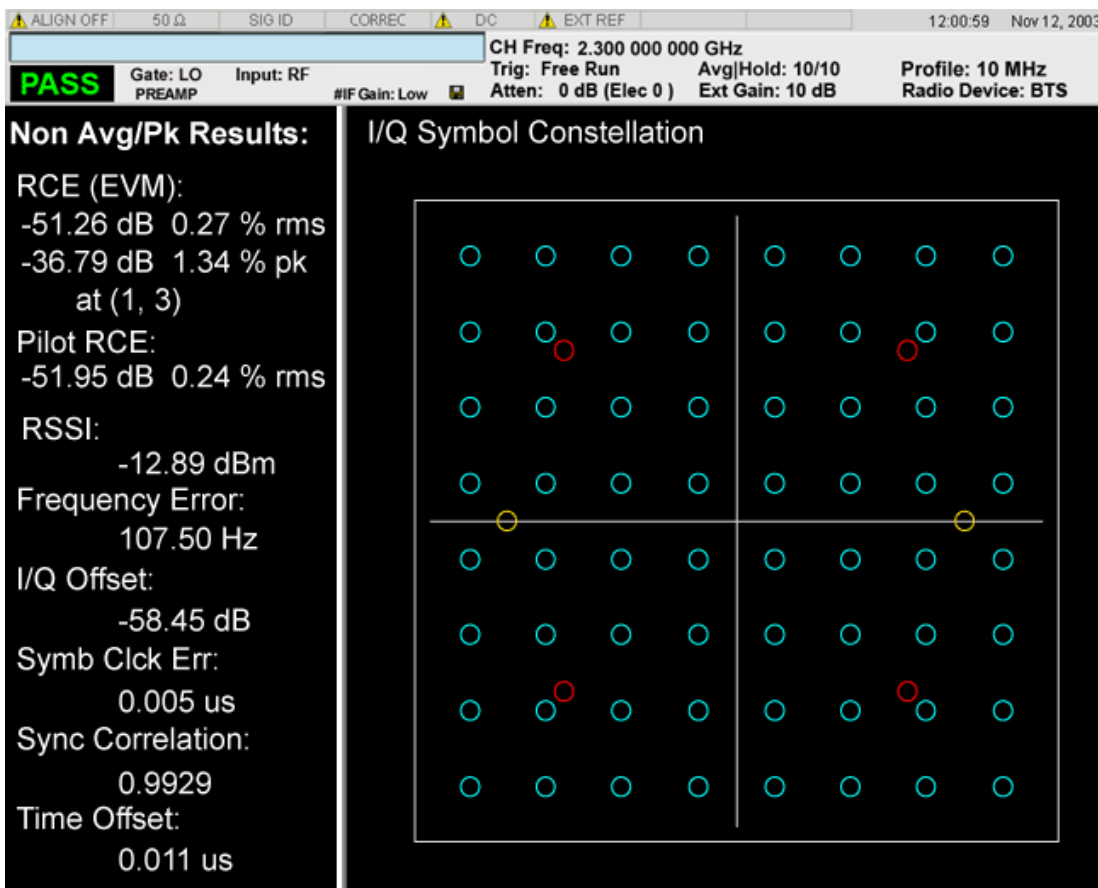 ALIGN OFF 50 Ω SIG ID CORREC DC EXT REF 12:00:59 Nov 12, 2003
CH Freq: 2.300 000 000 GHz
PASS Gate: LO Input: RF Trig: Free Run Avg|Hold: 10/10 Profile: 10 MHz
PREAMP #IF Gain: Low Atten: 0 dB (Elec 0 ) Ext Gain: 10 dB Radio Device: BTS
Non Avg/Pk Results:
RCE (EVM):
-51.26 dB 0.27 % rms
-36.79 dB 1.34 % pk
at (1, 3)
Pilot RCE:
-51.95 dB 0.24 % rms
RSSI:
-12.89 dBm
Frequency Error:
107.50 Hz
I/Q Offset:
-58.45 dB
Symb Clck Err:
0.005 us
Sync Correlation:
0.9929
Time Offset:
0.011 us
I/Q Symbol Constellation